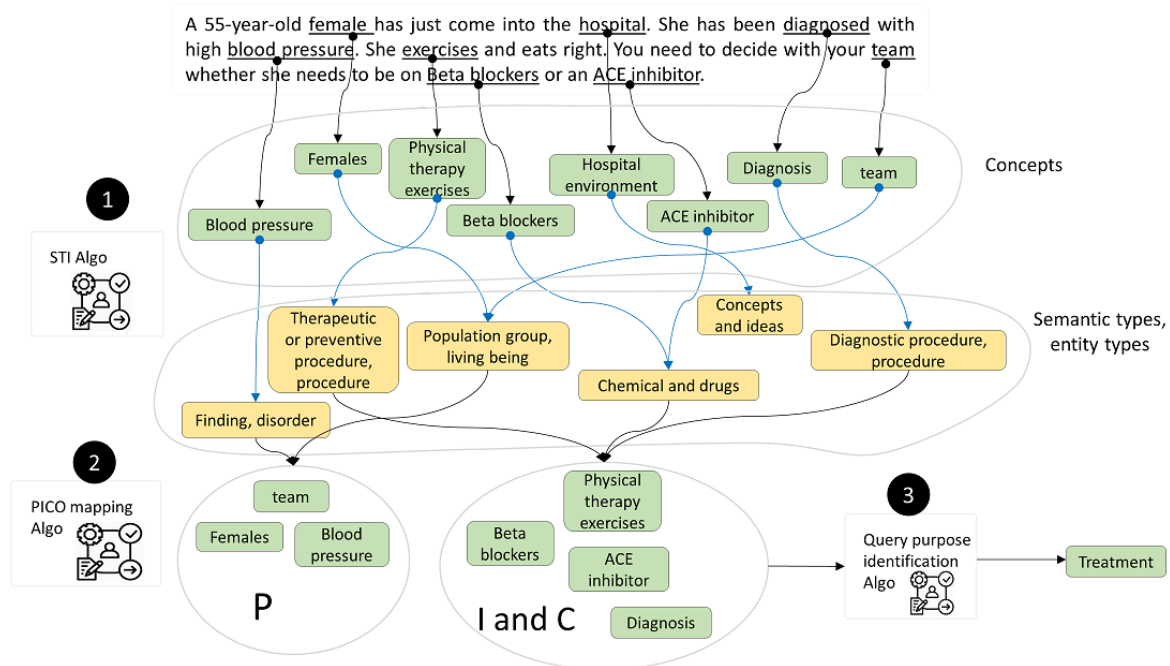 A 55-year-old female has just come into the hospital. She has been diagnosed with
high blood pressure. She exercises and eats right. You need to decide with your team
whether she needs to be on Beta blockers or an ACE inhibitor.
Concepts
Females
Physical
therapy
exercises
Hospital
environment
Diagnosis
team
Blood pressure
Beta blockers
ACE inhibitor
1
STI Algo
Semantic types,
entity types
Therapeutic
or preventive
procedure,
procedure
Population group,
living being
Concepts
and ideas
Diagnostic procedure,
procedure
Chemical and drugs
Finding, disorder
2
PICO mapping
Algo
team
Females
Blood
pressure
P
Physical
therapy
exercises
Beta
blockers
ACE
inhibitor
Diagnosis
I and C
3
Query purpose
identification
Algo
Treatment